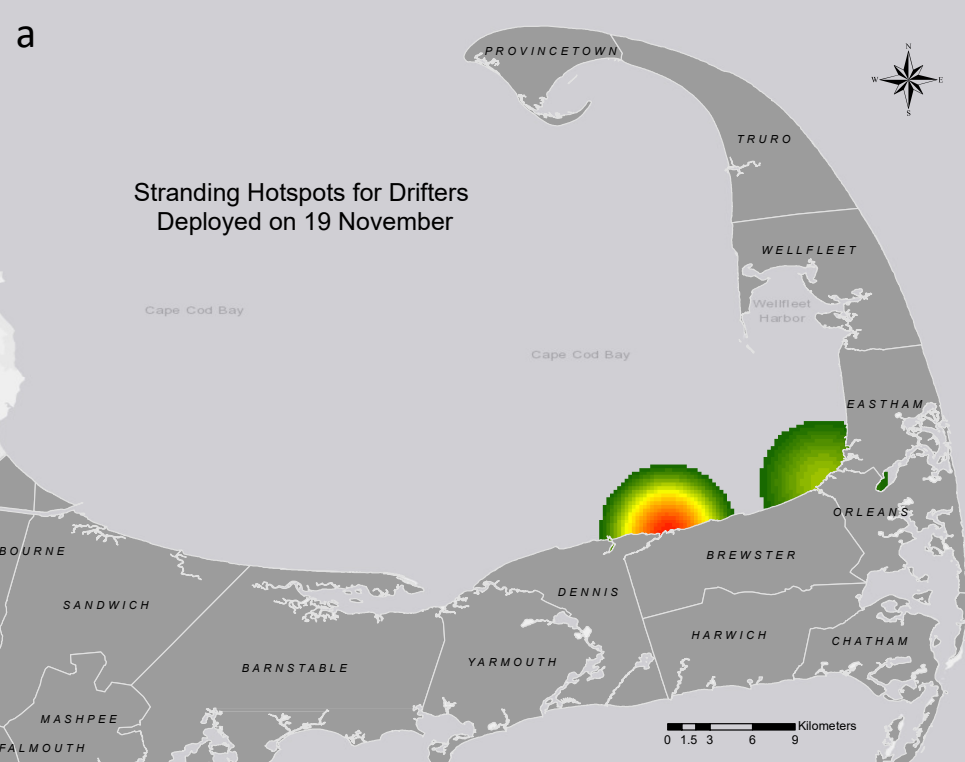 a
PROVINCETOWN
N
W E
S
TRURO
Stranding Hotspots for Drifters
Deployed on 19 November
WELLFLEET
Wellfleet
Harbor
Cape Cod Bay
Cape Cod Bay
EASTHAM
ORLEANS
BOURNE
BREWSTER
DENNIS
SANDWICH
HARWICH
CHATHAM
BARNSTABLE
YARMOUTH
MASHPEE
FALMOUTH
Kilometers
0 1.5 3 6 9